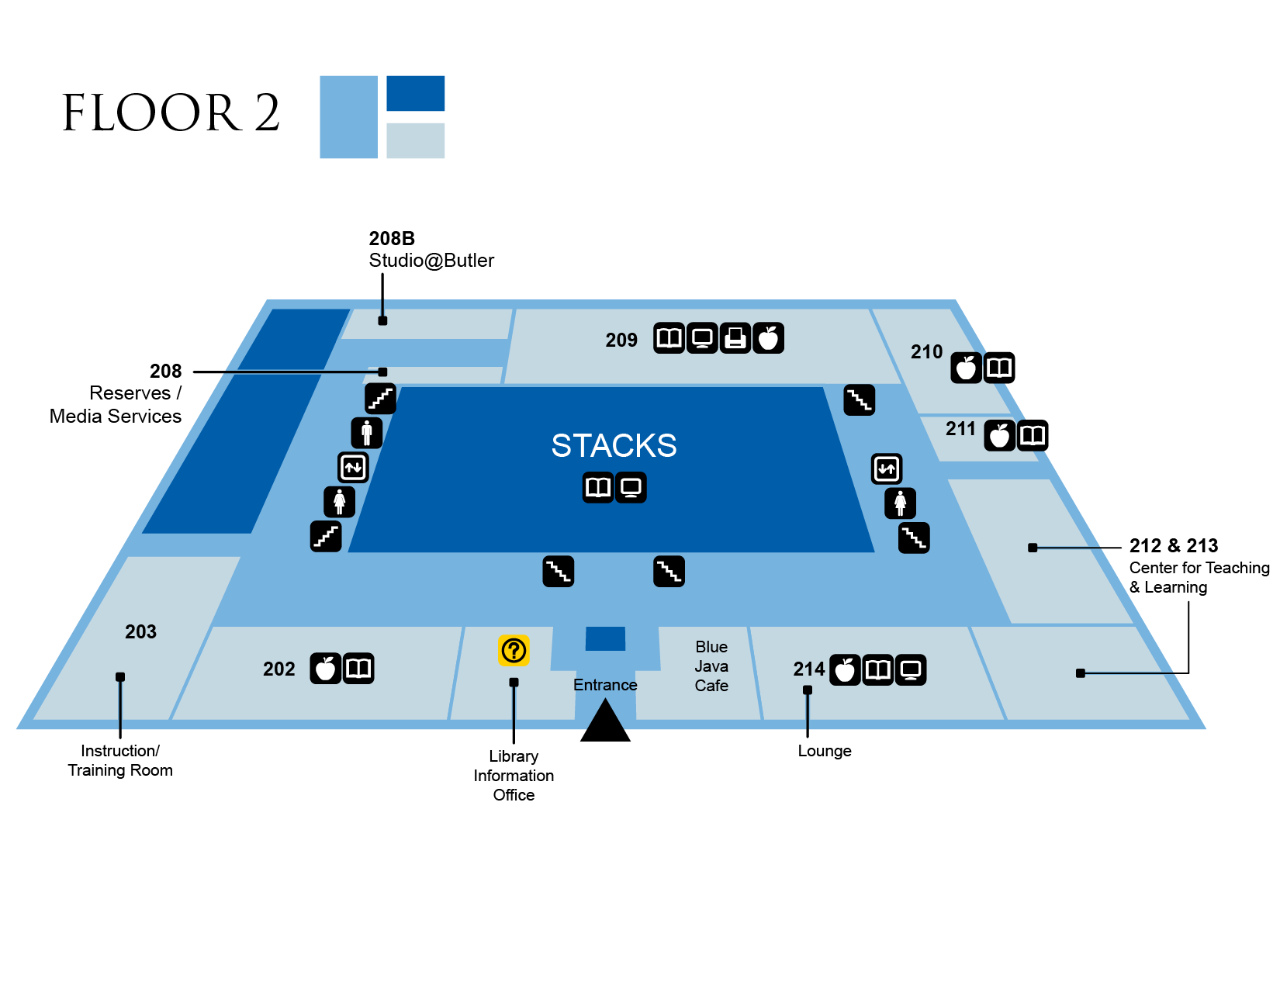 FLOOR 2
208B
Studio@Butler
208
Reserves /
Media Services
209
210
211
STACKS
212 & 213
Center for Teaching
& Learning
203
202
?
Entrance
Blue
Java
Cafe
214
Instruction/
Training Room
Library
Information
Office
Lounge